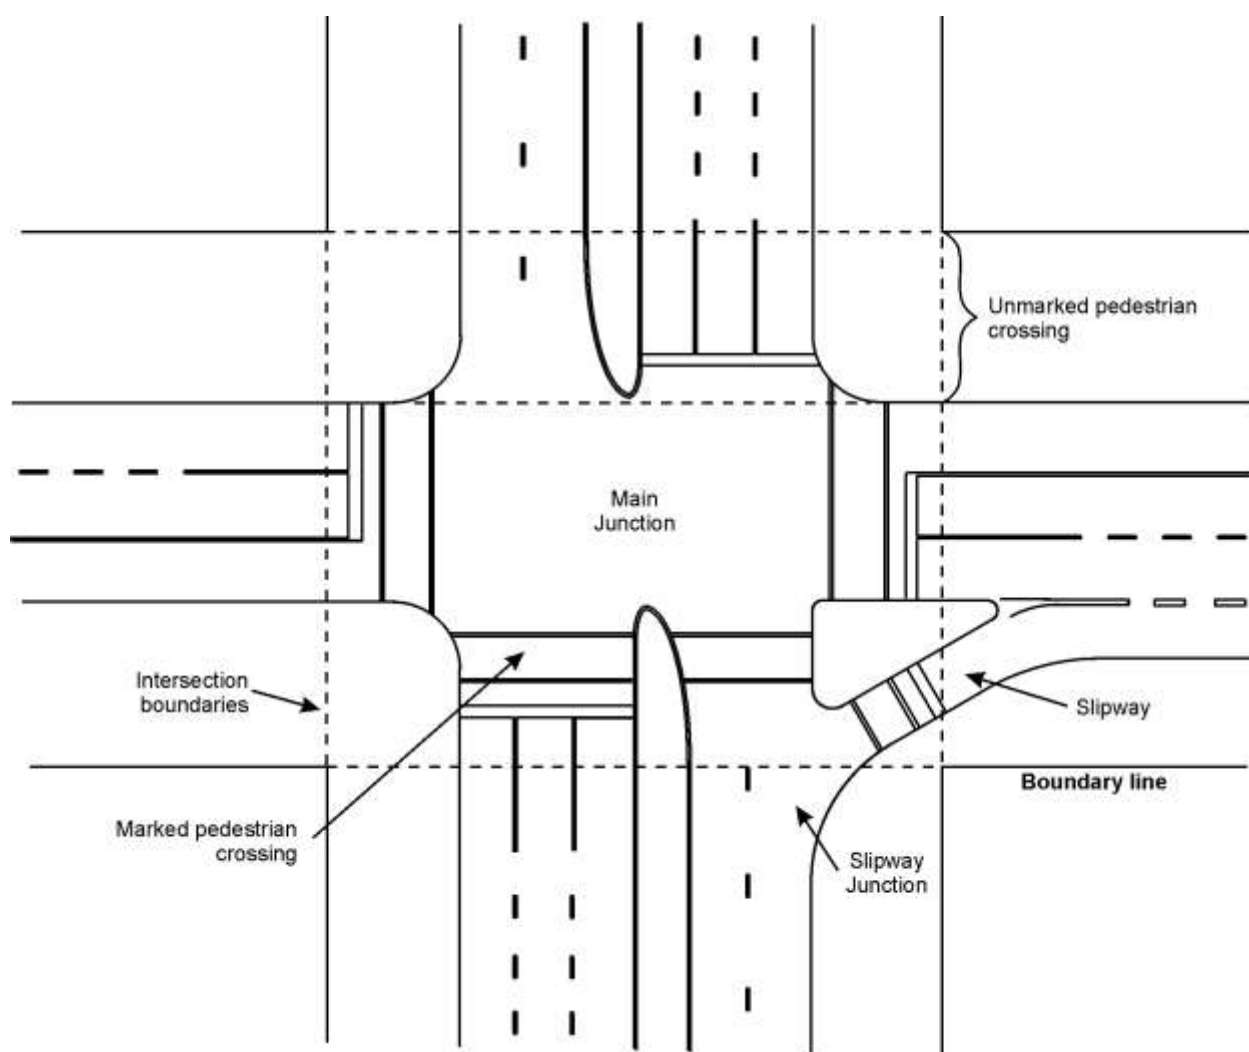 Unmarked pedestrian
crossing
Main
Junction
Intersection
boundaries
Slipway
Boundary line
Marked pedestrian
crossing
Slipway
Junction